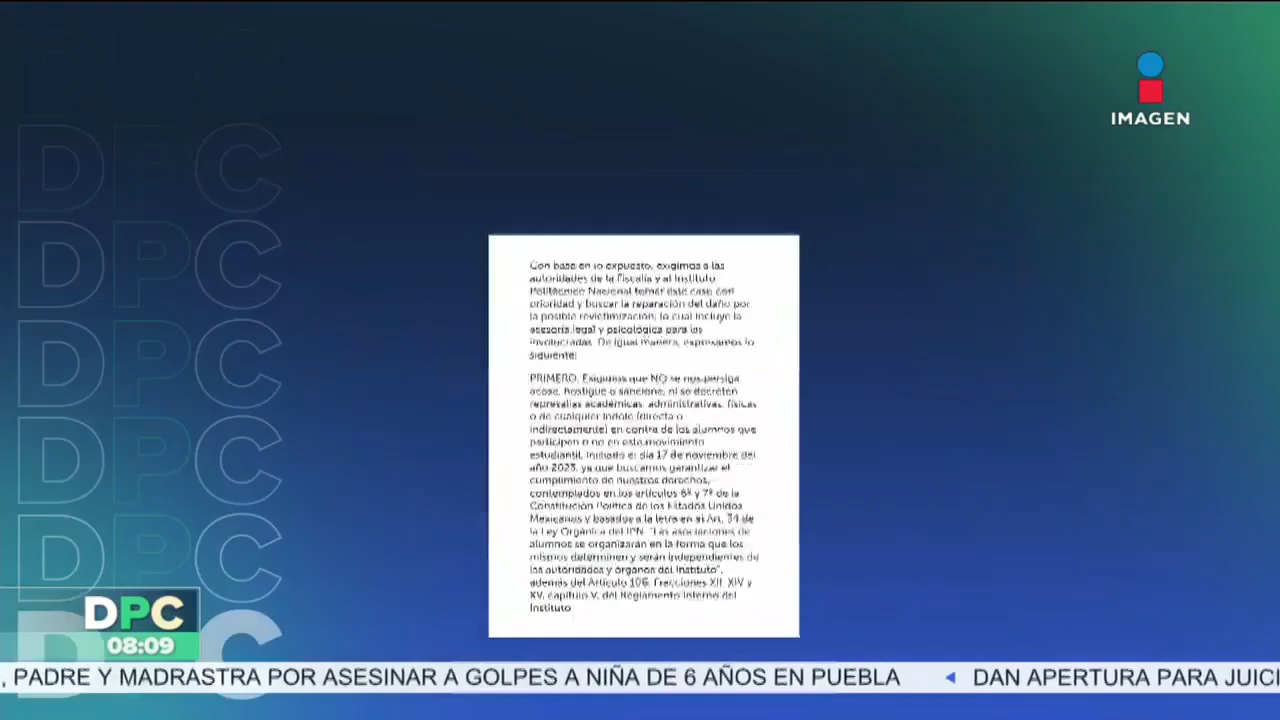 DPC
DPC
DPC
DPC
DPC
DPC
IMAGEN
Con base en lo expuesto, exigimos a las
autoridades de la Fiscalía y al Instituto
Politécnico Nacional tomar este caso con
prioridad y buscar la reparación del daño por
la posible revictimización, lo cual incluye la
asesoría legal y psicológica para las
involucradas. De igual manera, expresamos lo
siguiente:
PRIMERO. Exigimos que NO se nos persiga
acose, hostigue o sancione, ni se decreten
represalias académicas, administrativas, físicas
o de cualquier índole (directa o
indirectamente) en contra de los alumnos que
participen o no en este movimiento
estudiantil, iniciado el día 17 de noviembre del
año 2023, ya que buscamos garantizar el
cumplimiento de nuestros derechos,
contemplados en los artículos 6º y 7º de la
Constitución Política de los Estados Unidos
Mexicanos y basados a la letra en el Art. 34 de
la Ley Orgánica del IPN "Las asociaciones de
alumnos se organizarán en la forma que los
mismos determinen y serán independientes de
las autoridades y órganos del Instituto",
además del Artículo 106, Fracciones XII, XIV y
XV, capítulo V, del Reglamento Interno del
Instituto
DPC
08:09
, PADRE Y MADRASTRA POR ASESINAR A GOLPES A NIÑA DE 6 AÑOS EN PUEBLA ◄ DAN APERTURA PARA JUICI